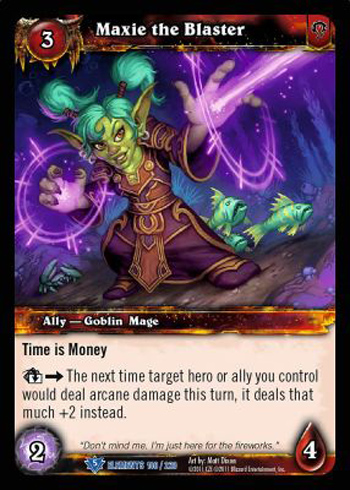 3
Maxie the Blaster
Ally — Goblin Mage
Time is Money
The next time target hero or ally you control
would deal arcane damage this turn, it deals that
much +2 instead.
2
"Don't mind me. I'm just here for the fireworks."
4
ELEMENTS 106 / 220
Art by: Matt Dixon